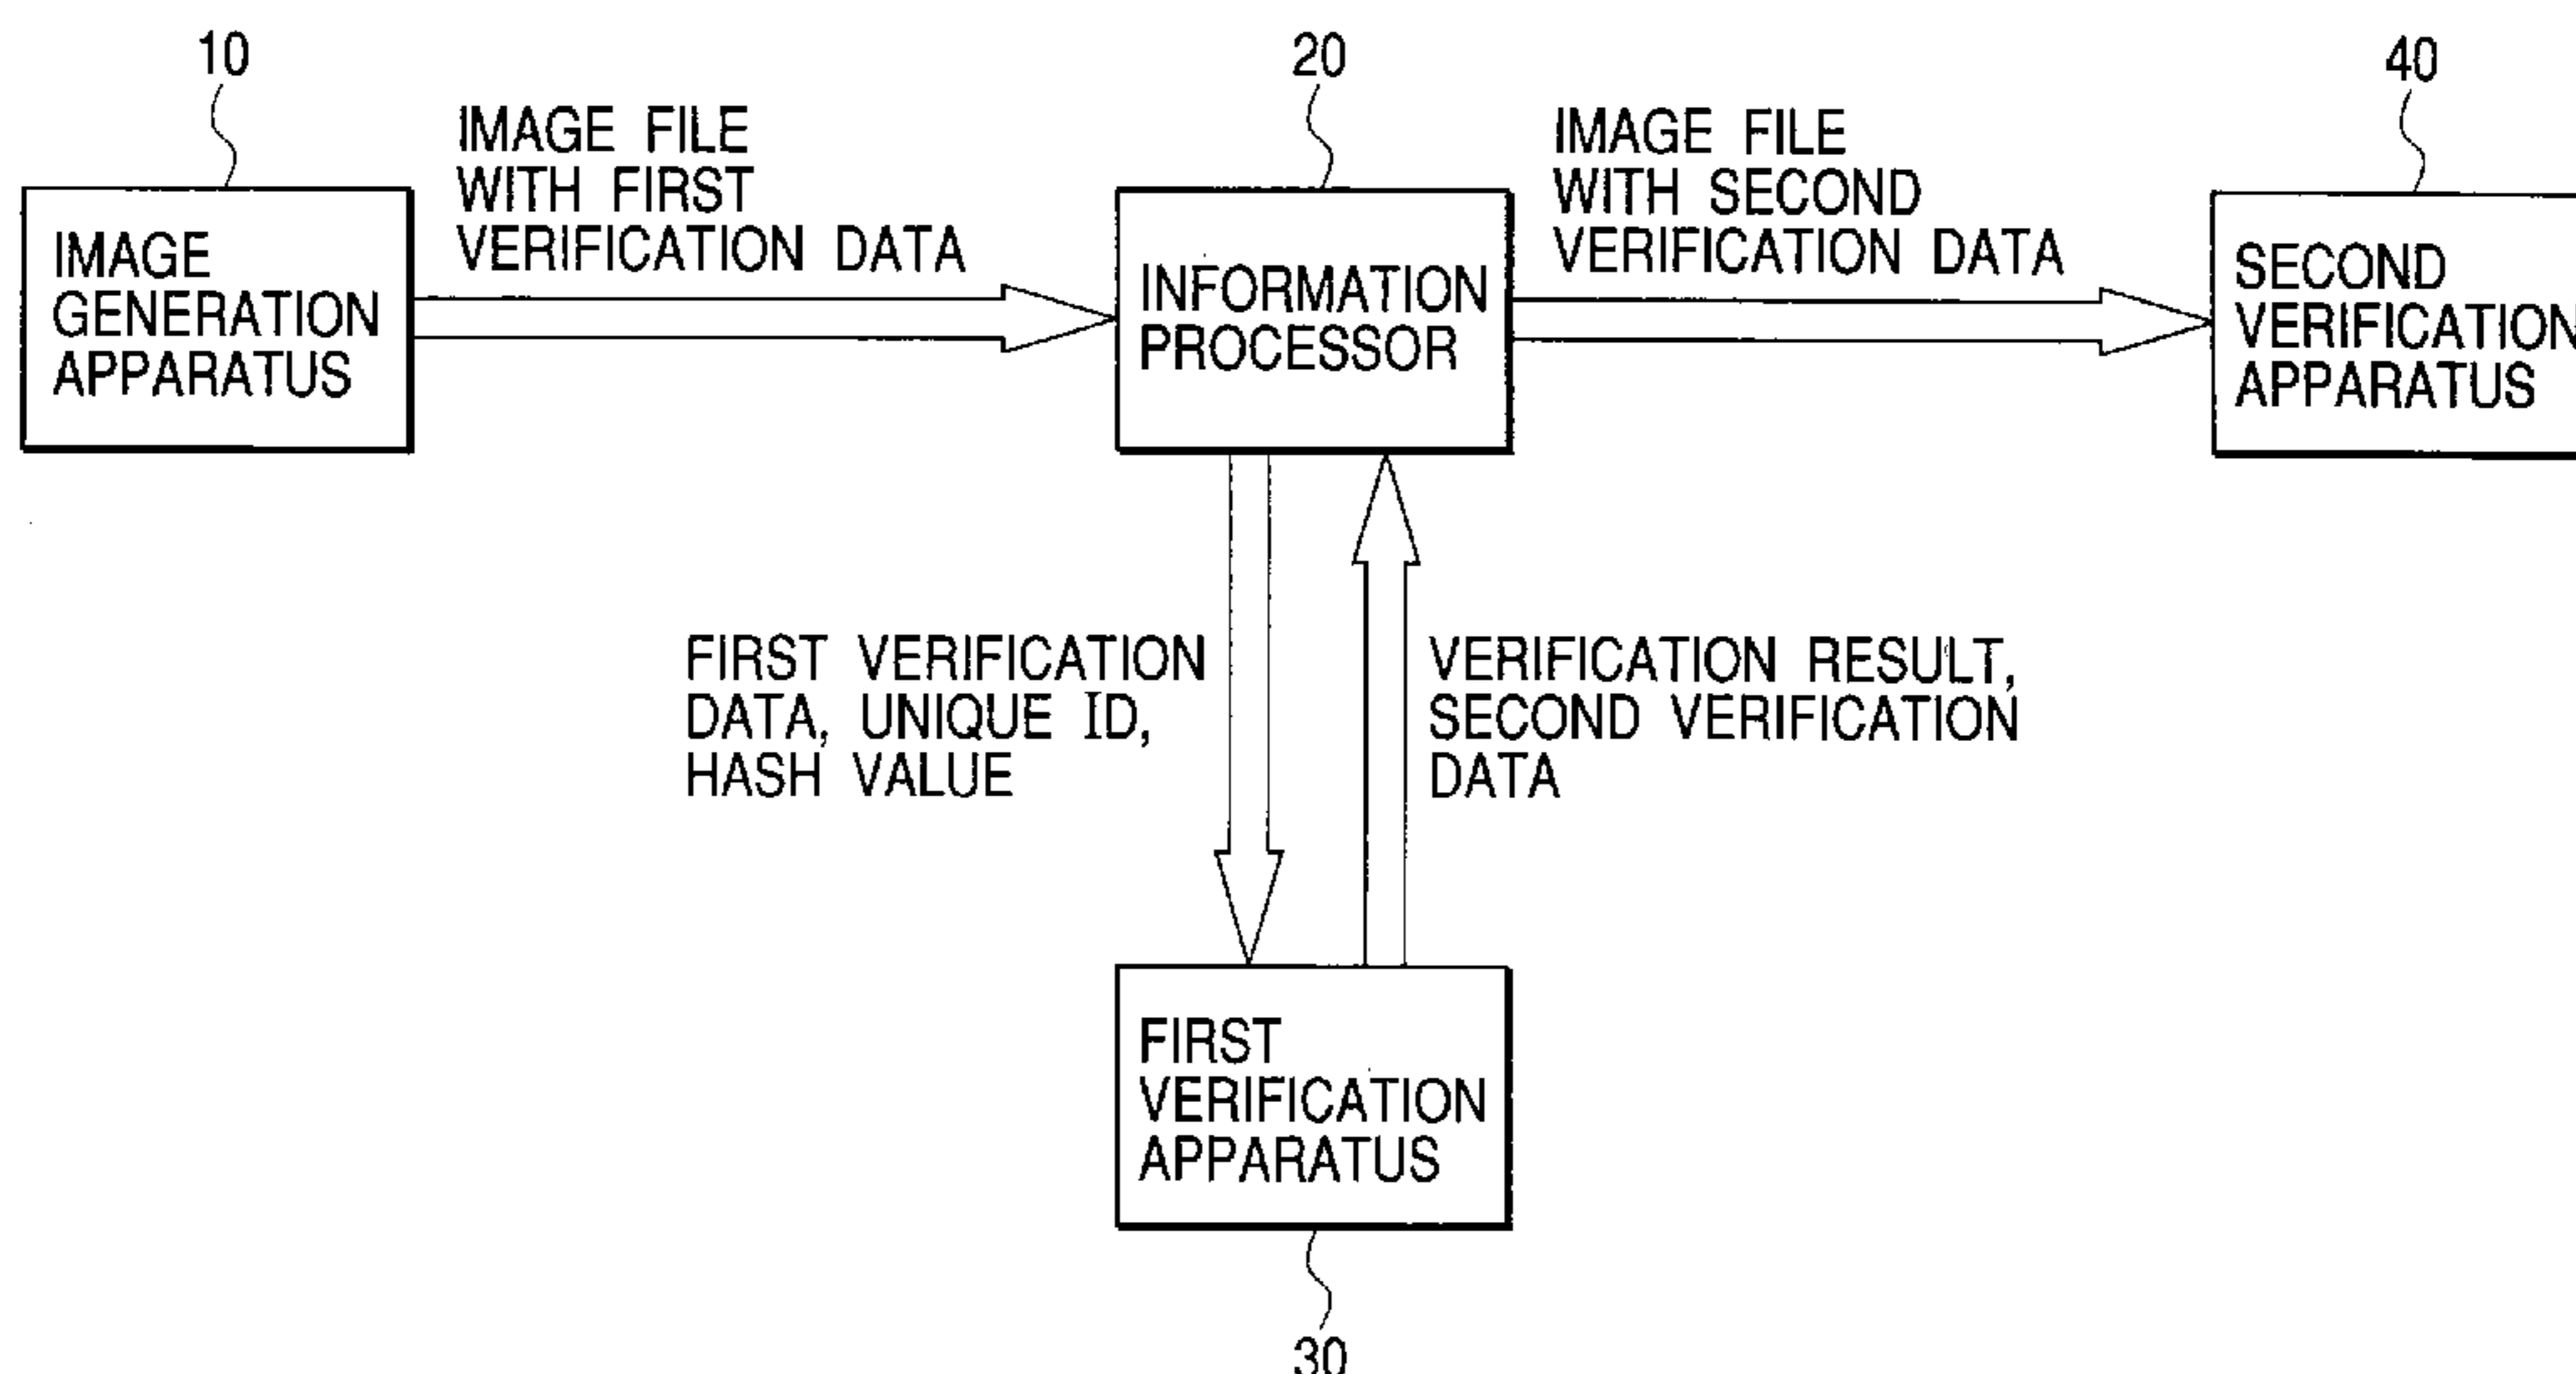 10
20
40
IMAGE FILE
WITH FIRST
VERIFICATION DATA
IMAGE FILE
WITH SECOND
VERIFICATION DATA
IMAGE
GENERATION
APPARATUS
INFORMATION
PROCESSOR
SECOND
VERIFICATION
APPARATUS
FIRST VERIFICATION
DATA, UNIQUE ID,
HASH VALUE
VERIFICATION RESULT,
SECOND VERIFICATION
DATA
FIRST
VERIFICATION
APPARATUS
30